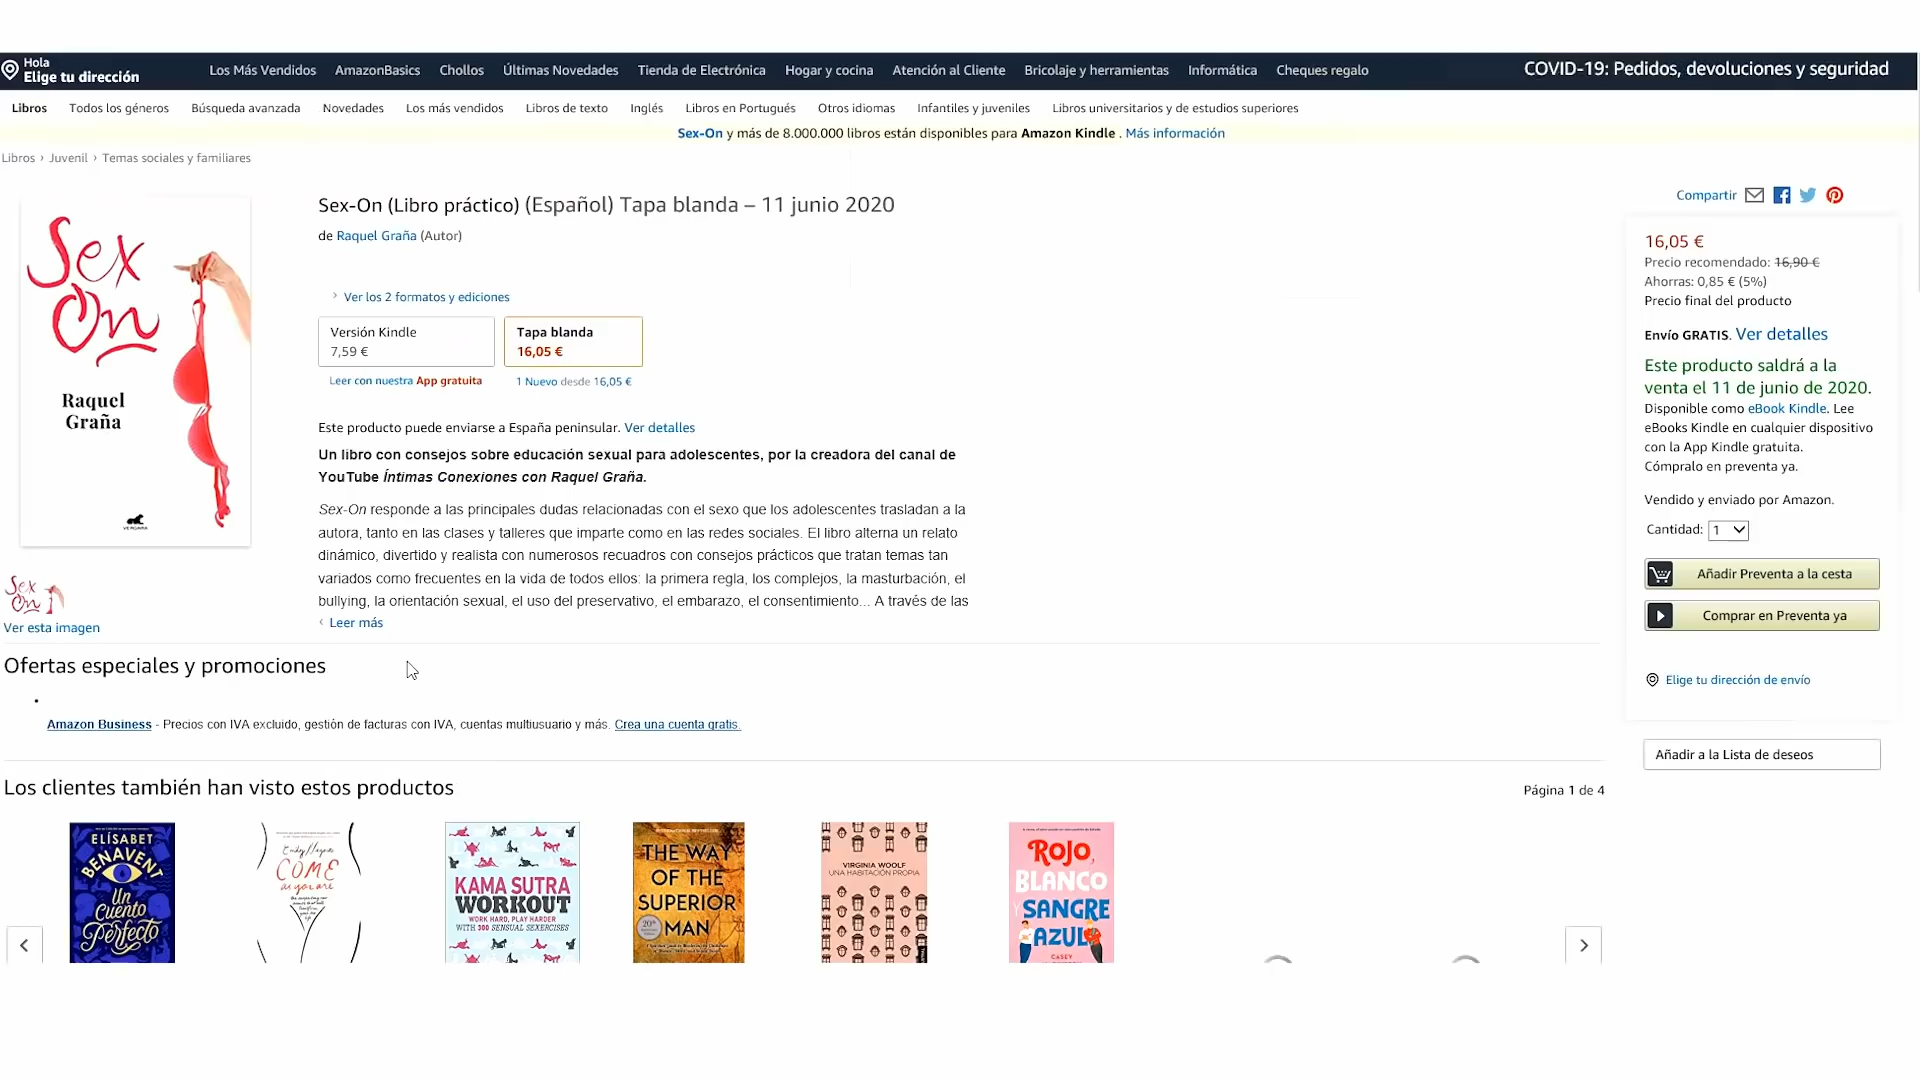 Hola
Elige tu dirección
Los Más Vendidos AmazonBasics Chollos Últimas Novedades Tienda de Electrónica Hogar y cocina Atención al Cliente Bricolaje y herramientas Informática Cheques regalo
COVID-19: Pedidos, devoluciones y seguridad
Libros Todos los géneros Búsqueda avanzada Novedades Los más vendidos Libros de texto Inglés Libros en Portugués Otros idiomas Infantiles y juveniles Libros universitarios y de estudios superiores
Sex-On y más de 8.000.000 libros están disponibles para Amazon Kindle . Más información
Libros › Juvenil › Temas sociales y familiares
Sex
On
Raquel
Graña
VERGARA
Sex
On
Ver esta imagen
Sex-On (Libro práctico) (Español) Tapa blanda – 11 junio 2020
de Raquel Graña (Autor)
› Ver los 2 formatos y ediciones
Versión Kindle
7,59 €
Tapa blanda
16,05 €
Leer con nuestra App gratuita
1 Nuevo desde 16,05 €
Este producto puede enviarse a España peninsular. Ver detalles
Un libro con consejos sobre educación sexual para adolescentes, por la creadora del canal de
YouTube Íntimas Conexiones con Raquel Graña.
Sex-On responde a las principales dudas relacionadas con el sexo que los adolescentes trasladan a la
autora, tanto en las clases y talleres que imparte como en las redes sociales. El libro alterna un relato
dinámico, divertido y realista con numerosos recuadros con consejos prácticos que tratan temas tan
variados como frecuentes en la vida de todos ellos: la primera regla, los complejos, la masturbación, el
bullying, la orientación sexual, el uso del preservativo, el embarazo, el consentimiento... A través de las
‹ Leer más
Compartir
16,05 €
Precio recomendado: 16,90 €
Ahorras: 0,85 € (5%)
Precio final del producto
Envío GRATIS. Ver detalles
Este producto saldrá a la
venta el 11 de junio de 2020.
Disponible como eBook Kindle. Lee
eBooks Kindle en cualquier dispositivo
con la App Kindle gratuita.
Cómpralo en preventa ya.
Vendido y enviado por Amazon.
Cantidad: 1
Añadir Preventa a la cesta
Comprar en Preventa ya
Elige tu dirección de envío
Añadir a la Lista de deseos
Ofertas especiales y promociones
Amazon Business - Precios con IVA excluido, gestión de facturas con IVA, cuentas multiusuario y más. Crea una cuenta gratis.
Los clientes también han visto estos productos
Página 1 de 4
ELÍSABET
BENAVENT
Un
Cuento
Perfecto
COME
as you are
KAMA SUTRA
WORKOUT
WORK HARD, PLAY HARDER
WITH 300 SENSUAL SEXERCISES
THE WAY
OF THE
SUPERIOR
MAN
VIRGINIA WOOLF
UNA HABITACIÓN PROPIA
ROJO,
BLANCO
Y SANGRE
AZUL
CASEY